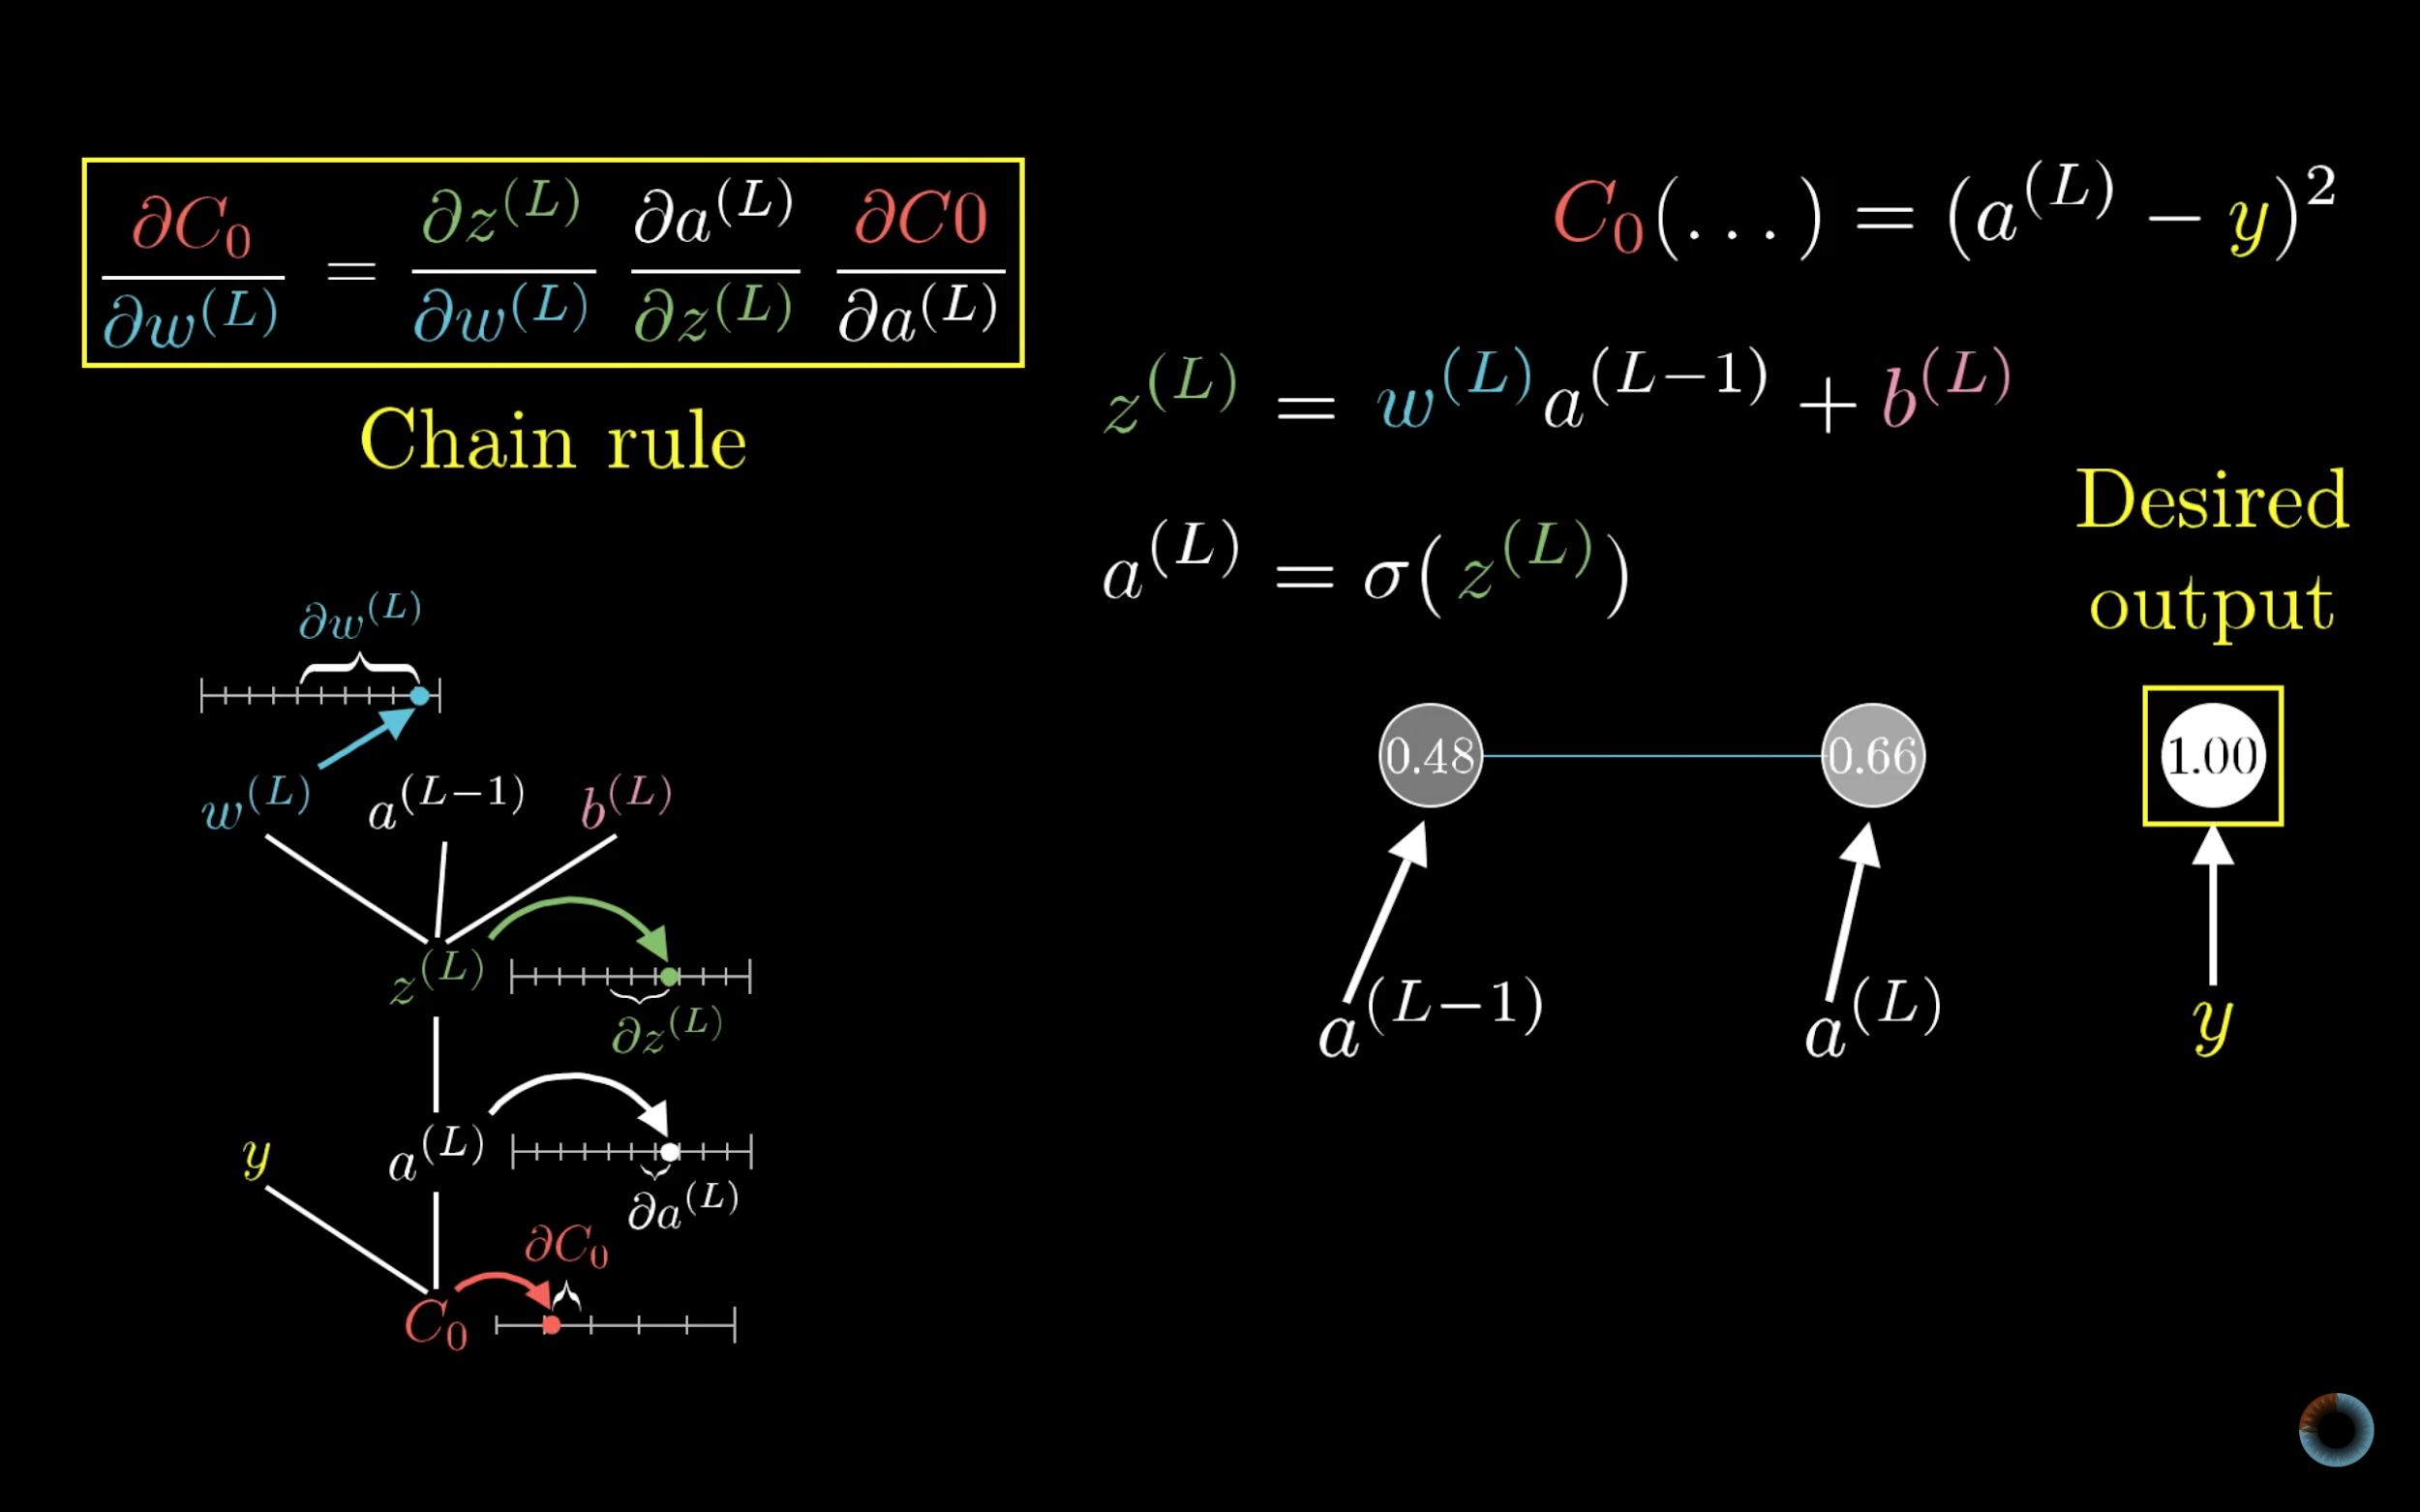 ∂C₀/∂w⁽ᴸ⁾ = ∂z⁽ᴸ⁾/∂w⁽ᴸ⁾ ∂a⁽ᴸ⁾/∂z⁽ᴸ⁾ ∂C0/∂a⁽ᴸ⁾
Chain rule
C₀(...) = (a⁽ᴸ⁾ − y)²
z⁽ᴸ⁾ = w⁽ᴸ⁾a⁽ᴸ⁻¹⁾ + b⁽ᴸ⁾
a⁽ᴸ⁾ = σ(z⁽ᴸ⁾)
Desired
output
0.48 0.66 1.00
a⁽ᴸ⁻¹⁾ a⁽ᴸ⁾ y
∂w⁽ᴸ⁾
w⁽ᴸ⁾ a⁽ᴸ⁻¹⁾ b⁽ᴸ⁾
z⁽ᴸ⁾
∂z⁽ᴸ⁾
y a⁽ᴸ⁾
∂a⁽ᴸ⁾
∂C₀
C₀